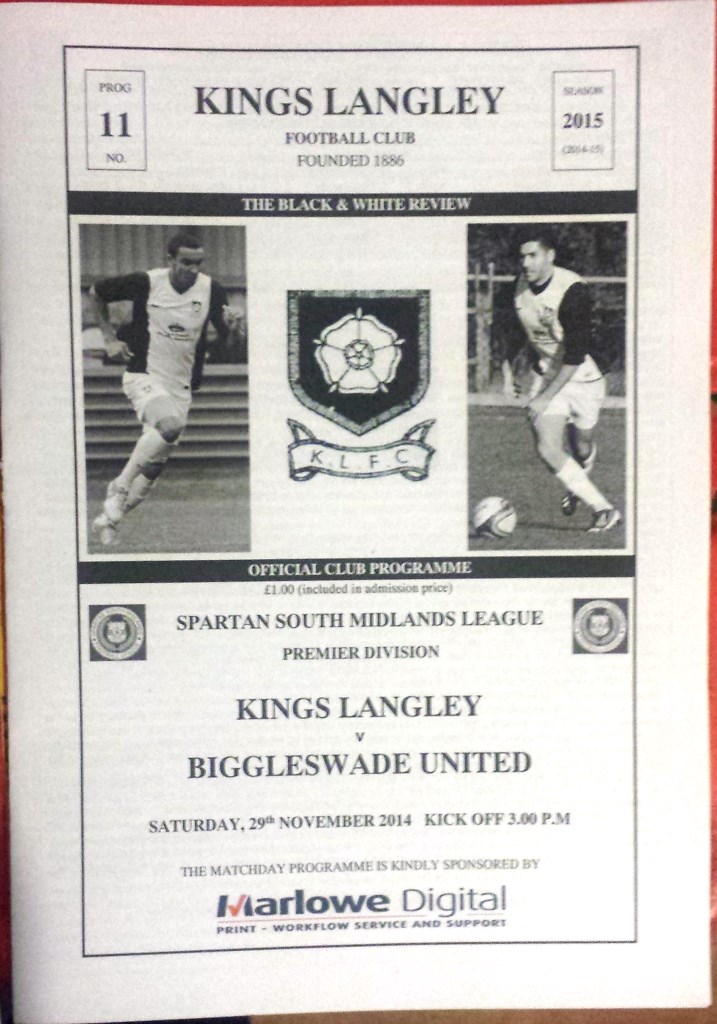 PROG
11
NO.
KINGS LANGLEY
FOOTBALL CLUB
FOUNDED 1886
SEASON
2015
(2014-15)
THE BLACK & WHITE REVIEW
K. L. F. C
OFFICIAL CLUB PROGRAMME
£1.00 (included in admission price)
SPARTAN SOUTH MIDLANDS LEAGUE
PREMIER DIVISION
KINGS LANGLEY
v
BIGGLESWADE UNITED
SATURDAY, 29th NOVEMBER 2014 KICK OFF 3.00 P.M
THE MATCHDAY PROGRAMME IS KINDLY SPONSORED BY
Marlowe Digital
PRINT - WORKFLOW SERVICE AND SUPPORT